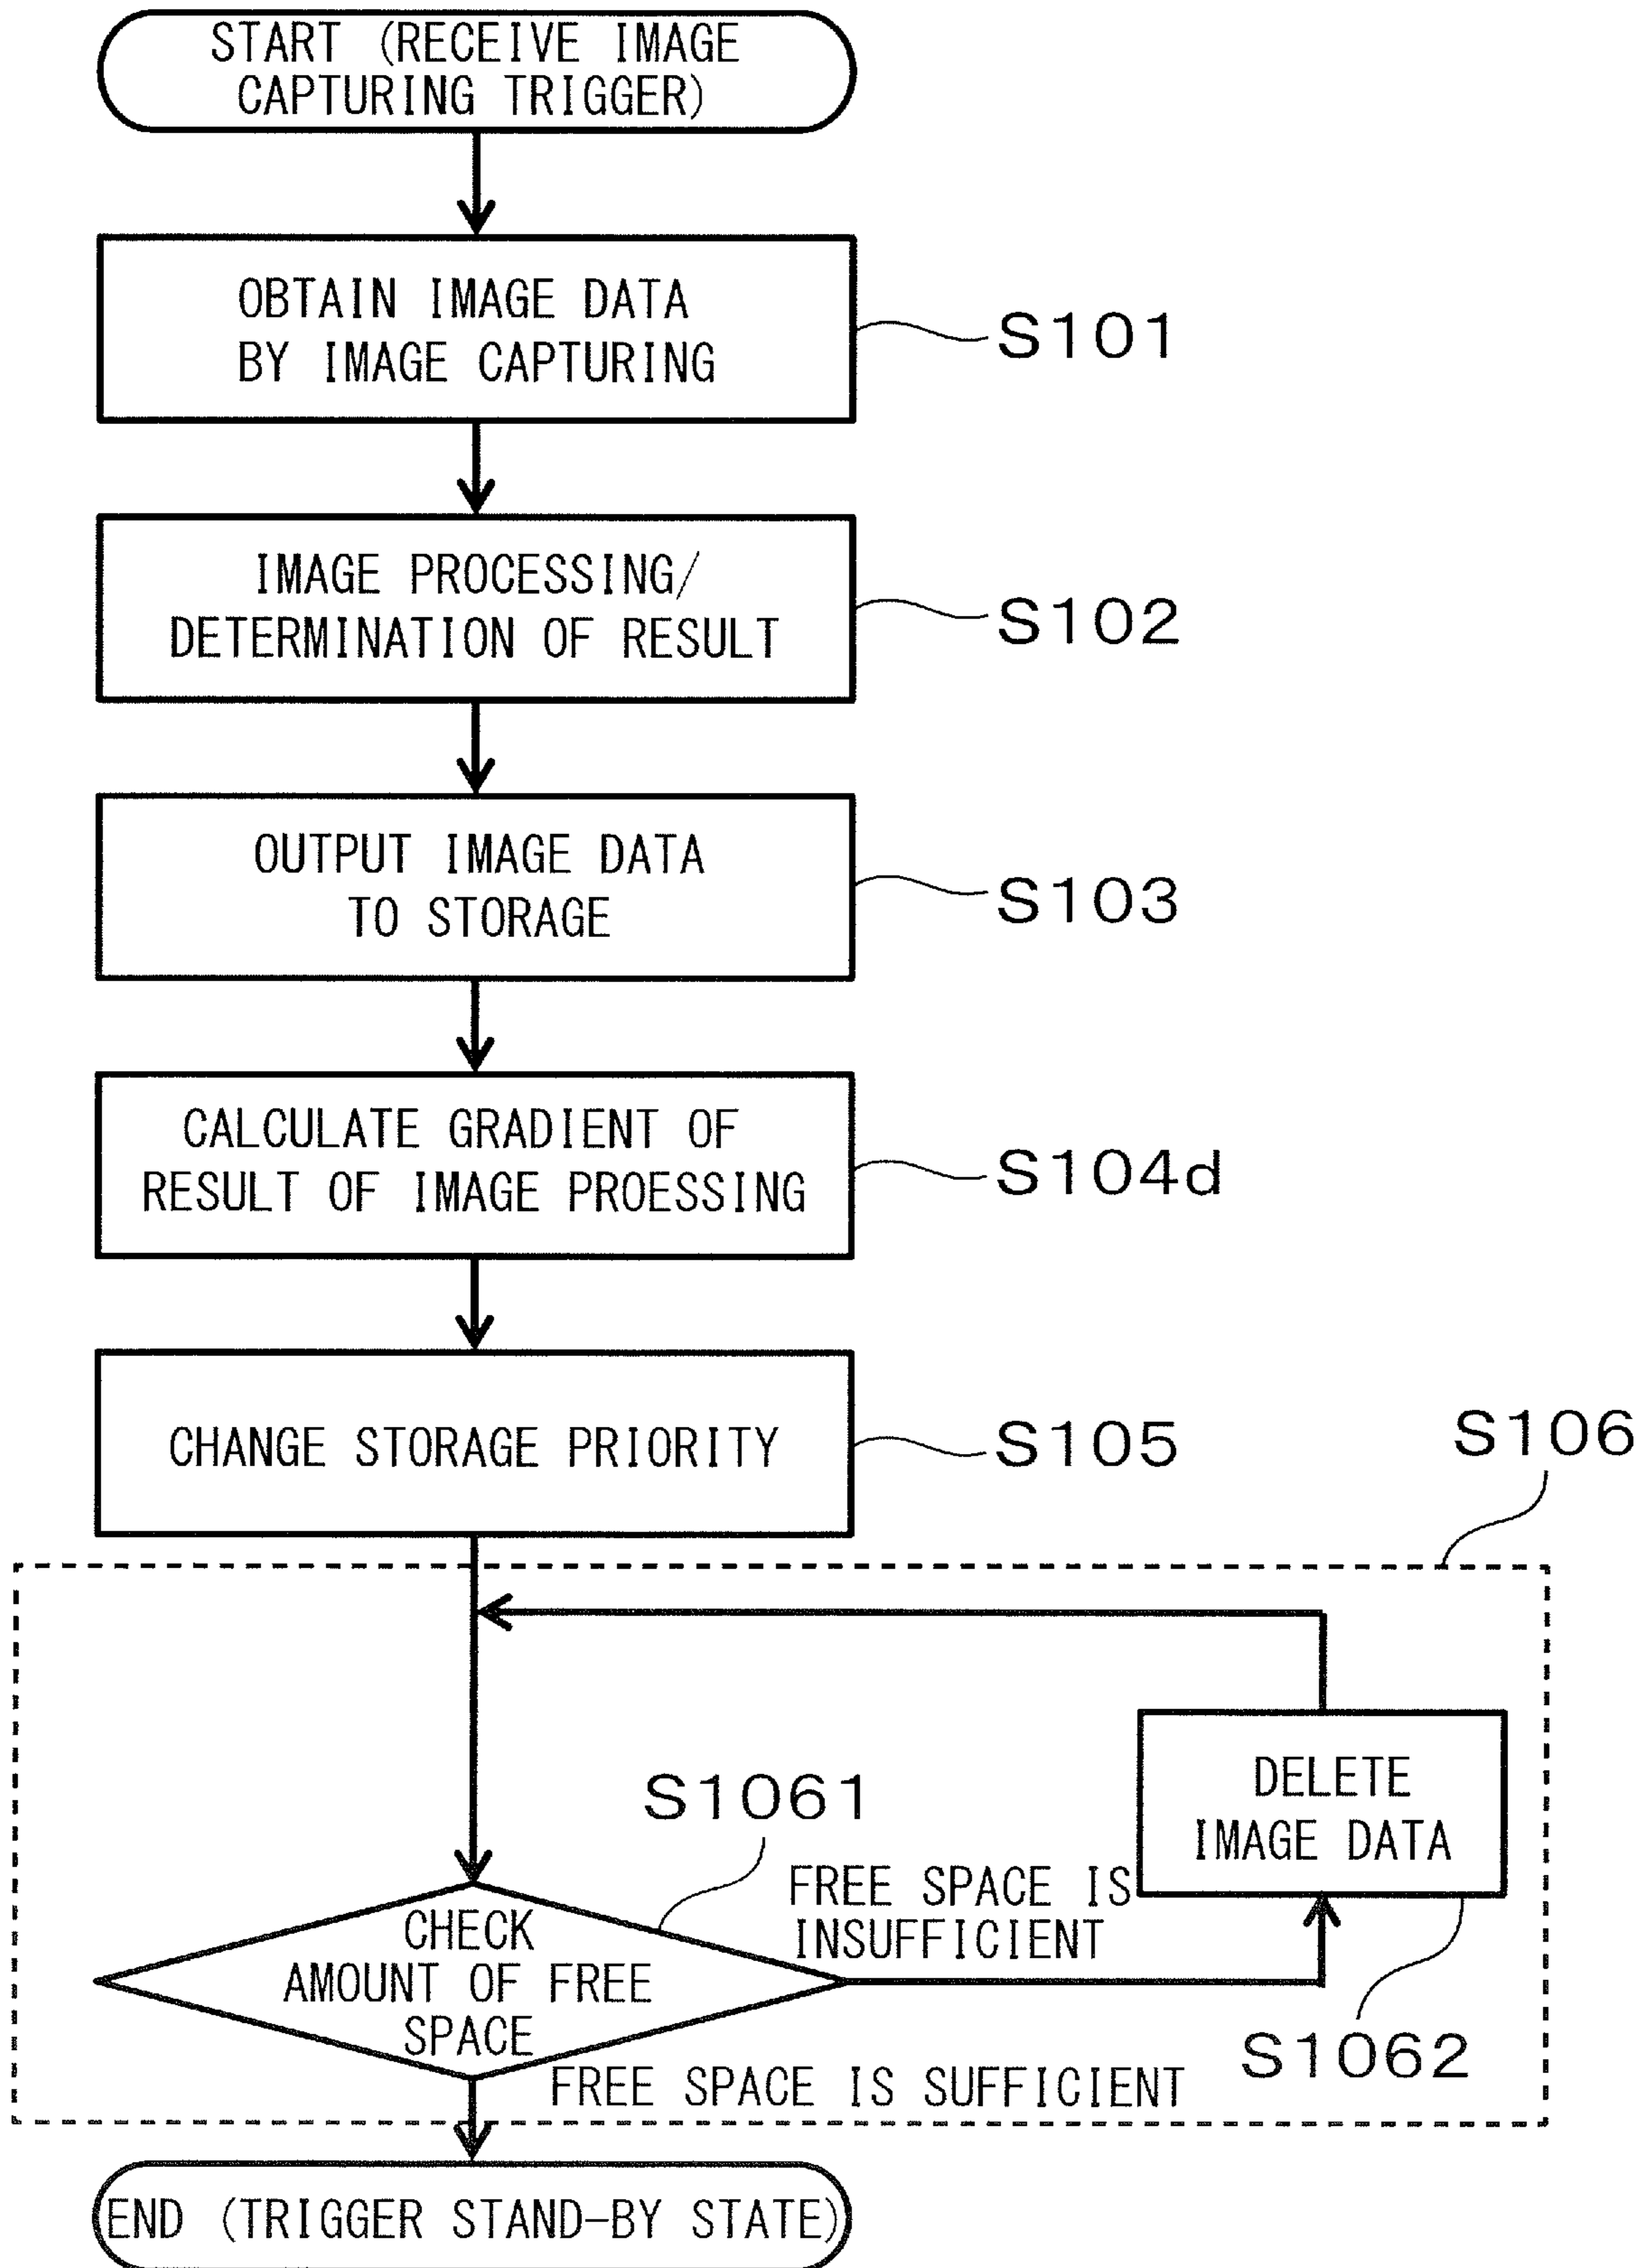 START (RECEIVE IMAGE
CAPTURING TRIGGER)
OBTAIN IMAGE DATA
BY IMAGE CAPTURING
S101
IMAGE PROCESSING/
DETERMINATION OF RESULT
S102
OUTPUT IMAGE DATA
TO STORAGE
S103
CALCULATE GRADIENT OF
RESULT OF IMAGE PROESSING
S104d
CHANGE STORAGE PRIORITY
S105
S106
DELETE
IMAGE DATA
S1061
FREE SPACE IS
INSUFFICIENT
CHECK
AMOUNT OF FREE
SPACE
S1062
FREE SPACE IS SUFFICIENT
END (TRIGGER STAND-BY STATE)